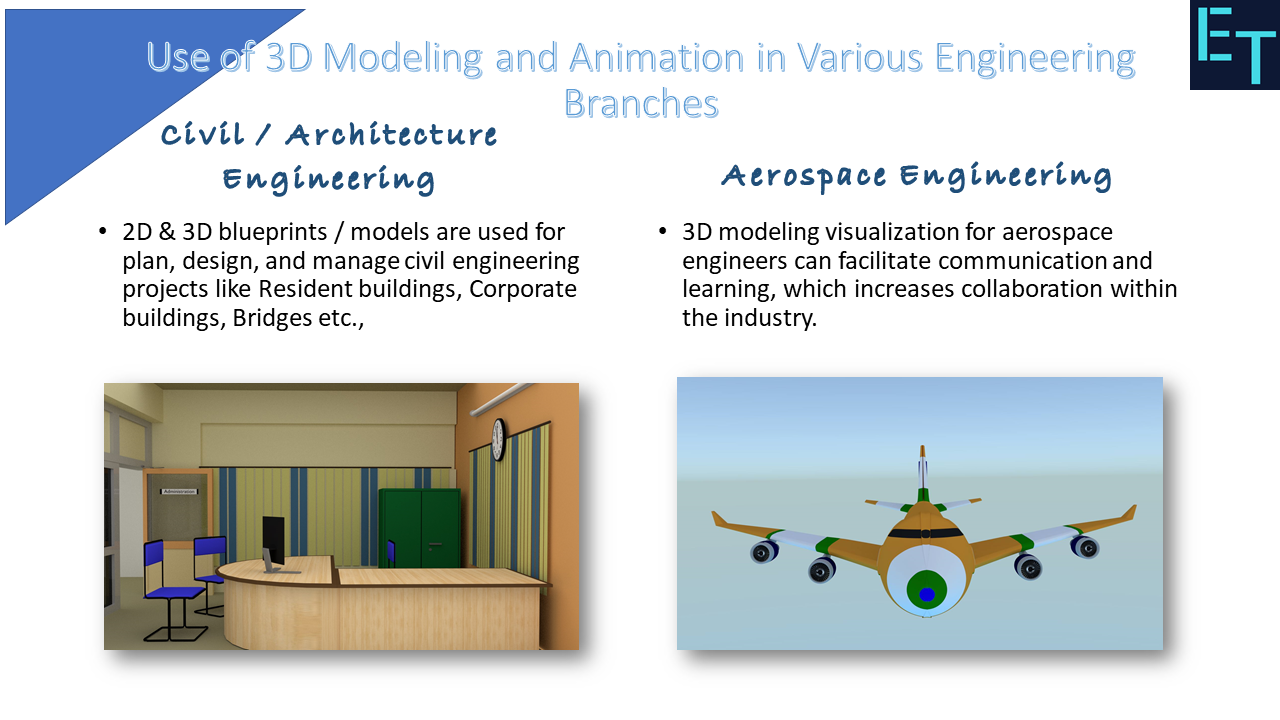 Use of 3D Modeling and Animation in Various Engineering
Branches
ET
Civil / Architecture
Engineering
2D & 3D blueprints / models are used for
plan, design, and manage civil engineering
projects like Resident buildings, Corporate
buildings, Bridges etc.,
Administration
Aerospace Engineering
3D modeling visualization for aerospace
engineers can facilitate communication and
learning, which increases collaboration within
the industry.